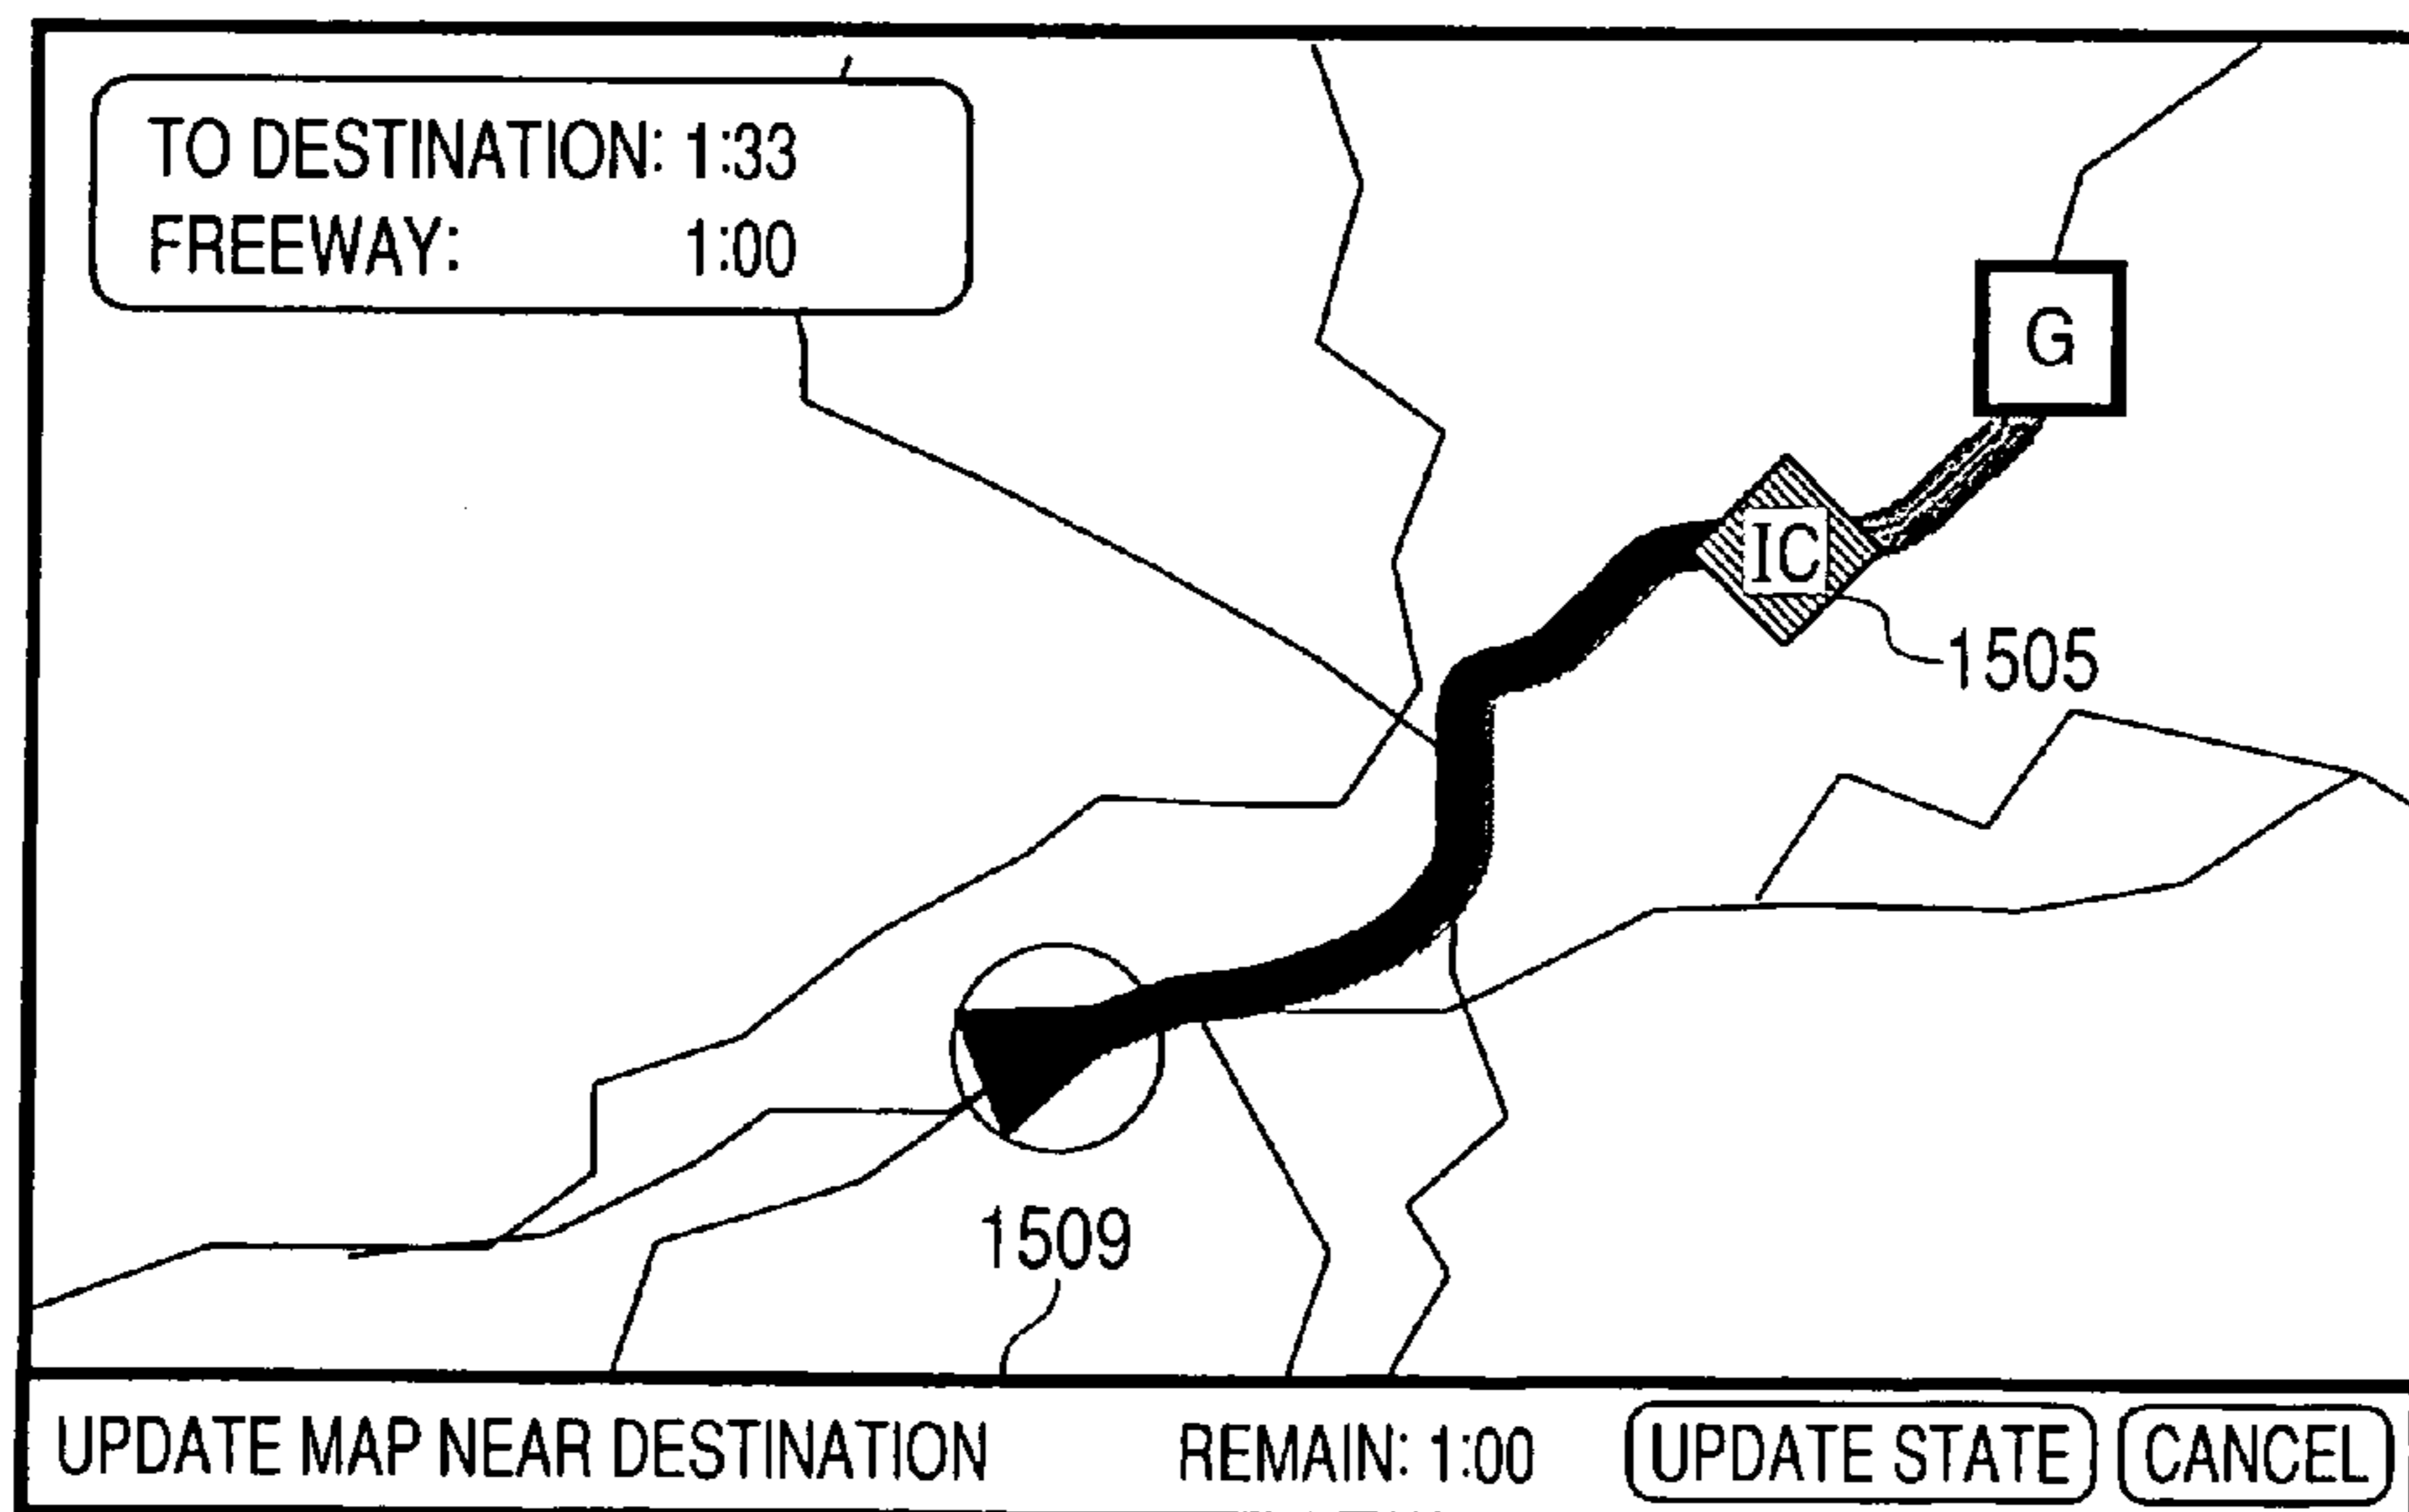 TO DESTINATION: 1:33
FREEWAY: 1:00
G
IC
1505
1509
UPDATE MAP NEAR DESTINATION REMAIN: 1:00 UPDATE STATE CANCEL